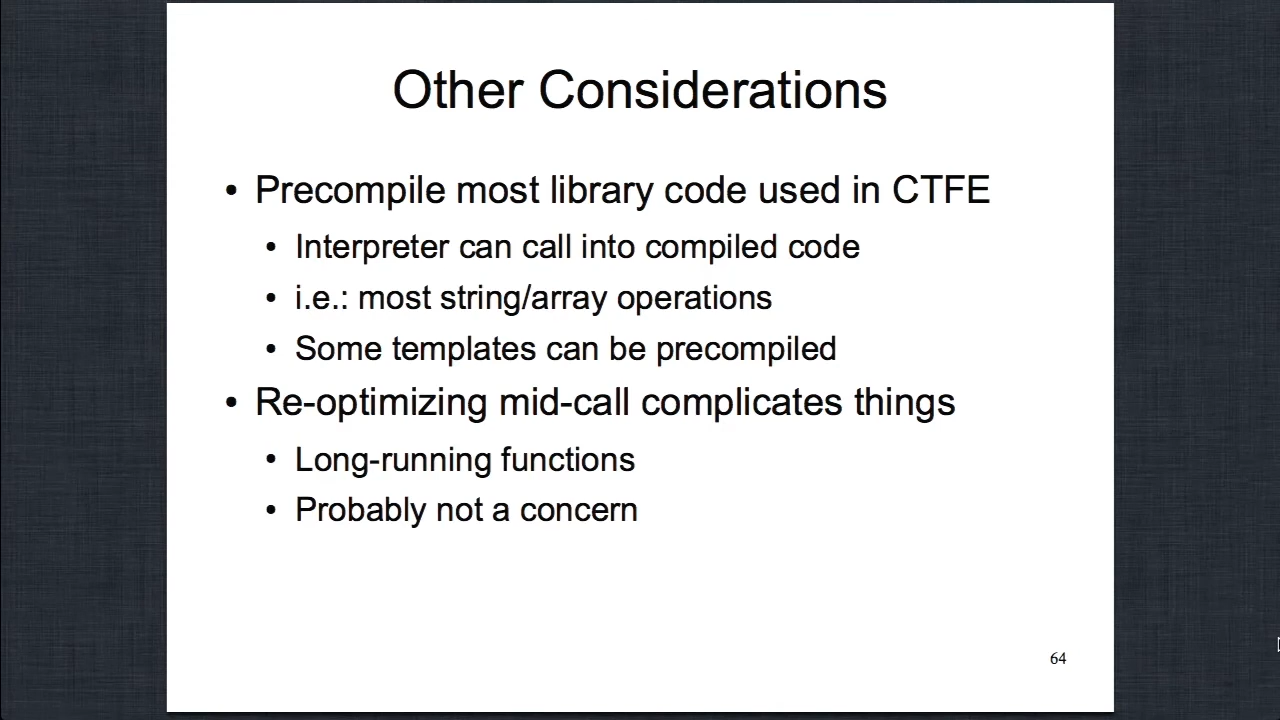 Other Considerations
• Precompile most library code used in CTFE
• Interpreter can call into compiled code
• i.e.: most string/array operations
• Some templates can be precompiled
• Re-optimizing mid-call complicates things
• Long-running functions
• Probably not a concern
64